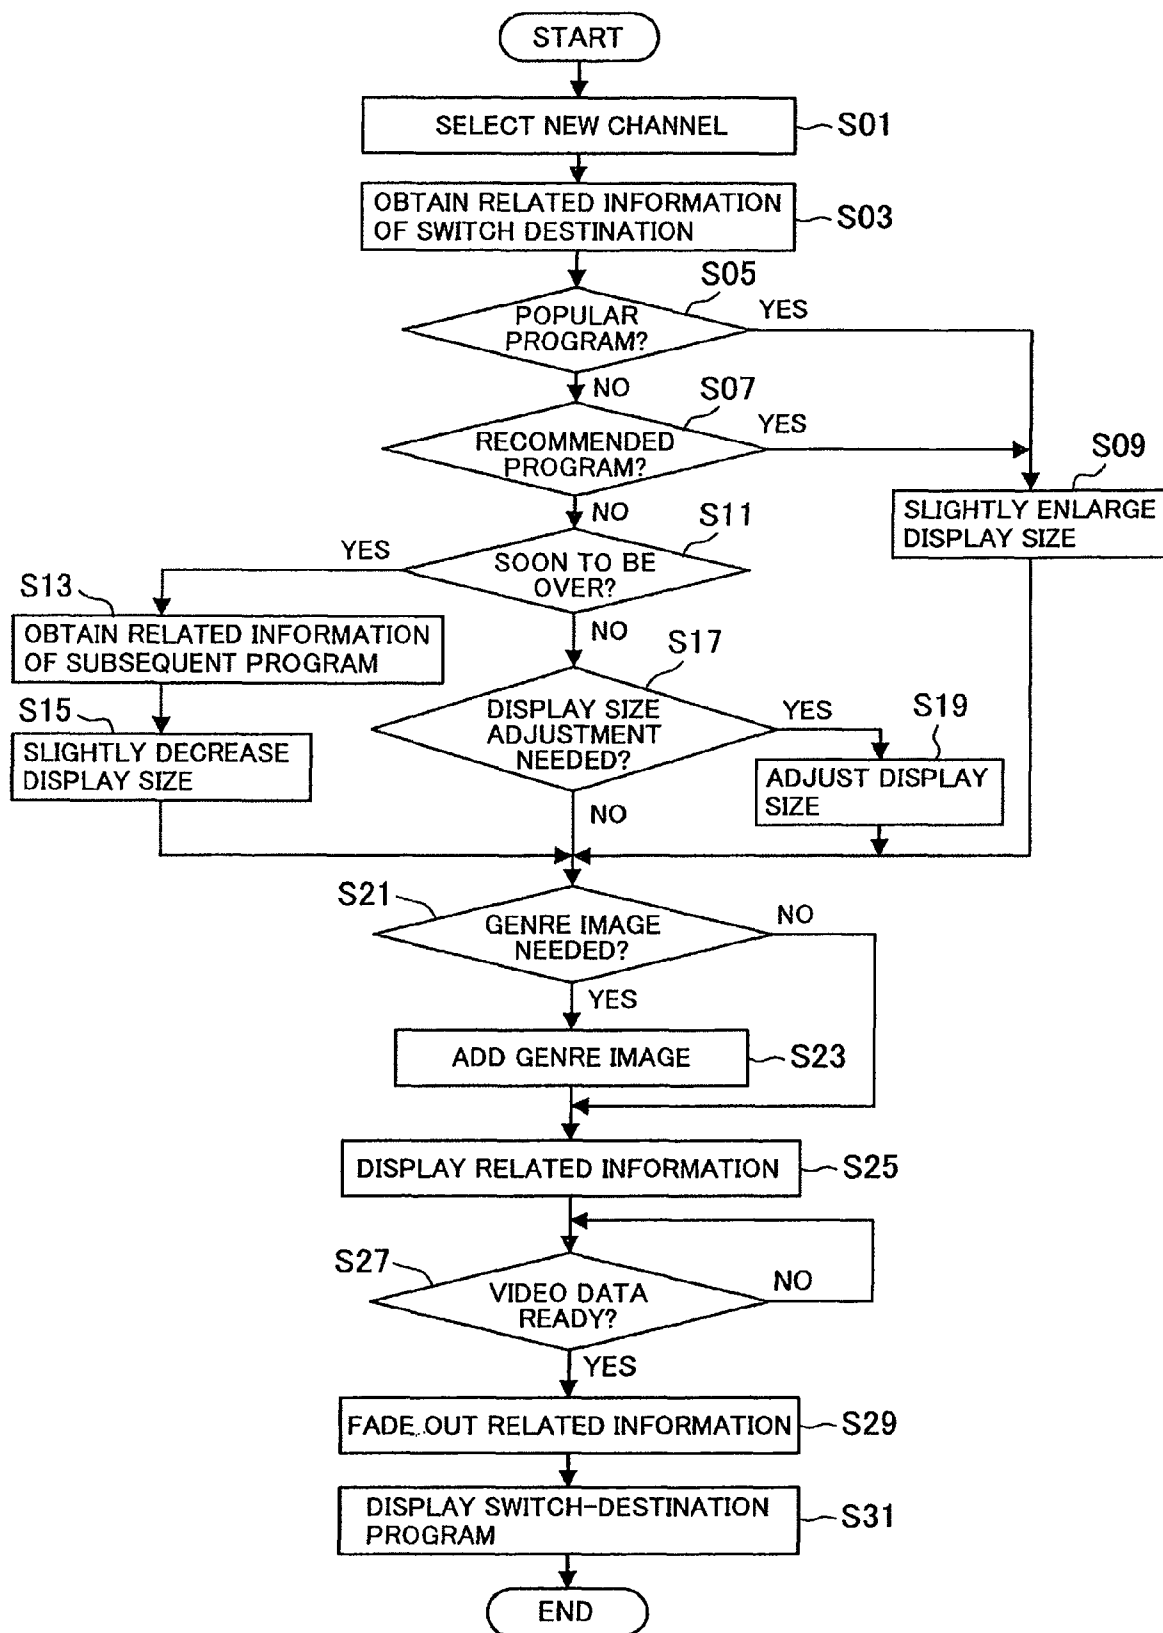 START
SELECT NEW CHANNEL
S01
OBTAIN RELATED INFORMATION
OF SWITCH DESTINATION
S03
S05
POPULAR
PROGRAM?
YES
NO
S07
RECOMMENDED
PROGRAM?
YES
NO
S09
SLIGHTLY ENLARGE
DISPLAY SIZE
S11
SOON TO BE
OVER?
YES
NO
S13
OBTAIN RELATED INFORMATION
OF SUBSEQUENT PROGRAM
S15
SLIGHTLY DECREASE
DISPLAY SIZE
S17
DISPLAY SIZE
ADJUSTMENT
NEEDED?
YES
NO
S19
ADJUST DISPLAY
SIZE
S21
GENRE IMAGE
NEEDED?
NO
YES
ADD GENRE IMAGE
S23
DISPLAY RELATED INFORMATION
S25
S27
VIDEO DATA
READY?
NO
YES
FADE OUT RELATED INFORMATION
S29
DISPLAY SWITCH-DESTINATION
PROGRAM
S31
END